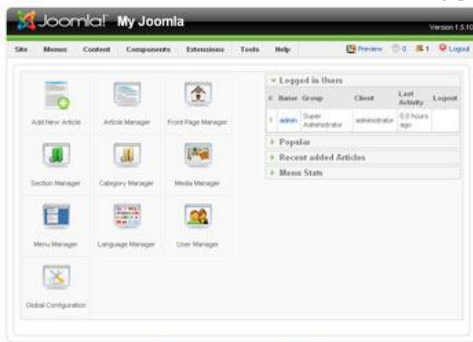 Joomla! My Joomla
Version 1.5.10
Site Menus Content Components Extensions Tools Help Preview 0 1 Logout
Logged in Users
# Name Group Client Last Activity Logout
1 admin Super Administrator administrator 0.0 hours ago
Popular
Recent added Articles
Menu Stats
Add New Article Article Manager Front Page Manager
Section Manager Category Manager Media Manager
Menu Manager Language Manager User Manager
Global Configuration